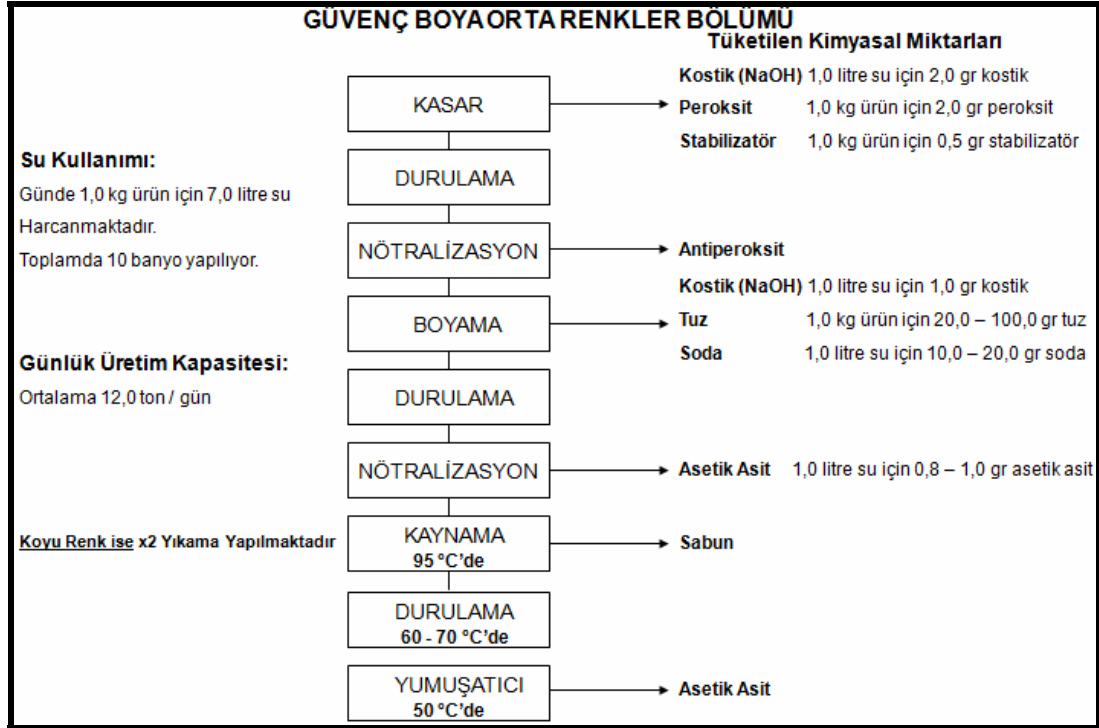 GÜVENÇ BOYA ORTA RENKLER BÖLÜMÜ
Tüketilen Kimyasal Miktarları
Kostik (NaOH) 1,0 litre su için 2,0 gr kostik
KASAR
Peroksit 1,0 kg ürün için 2,0 gr peroksit
Stabilizatör 1,0 kg ürün için 0,5 gr stabilizatör
Su Kullanımı:
Günde 1,0 kg ürün için 7,0 litre su
Harcanmaktadır.
Toplamda 10 banyo yapılıyor.
DURULAMA
NÖTRALİZASYON
Antiperoksit
Kostik (NaOH) 1,0 litre su için 1,0 gr kostik
BOYAMA
Tuz 1,0 kg ürün için 20,0 – 100,0 gr tuz
Soda 1,0 litre su için 10,0 – 20,0 gr soda
Günlük Üretim Kapasitesi:
Ortalama 12,0 ton / gün
DURULAMA
NÖTRALİZASYON
Asetik Asit 1,0 litre su için 0,8 – 1,0 gr asetik asit
Koyu Renk ise x2 Yıkama Yapılmaktadır
KAYNAMA
95 ºC'de
Sabun
DURULAMA
60 - 70 ºC'de
YUMUŞATICI
50 ºC'de
Asetik Asit